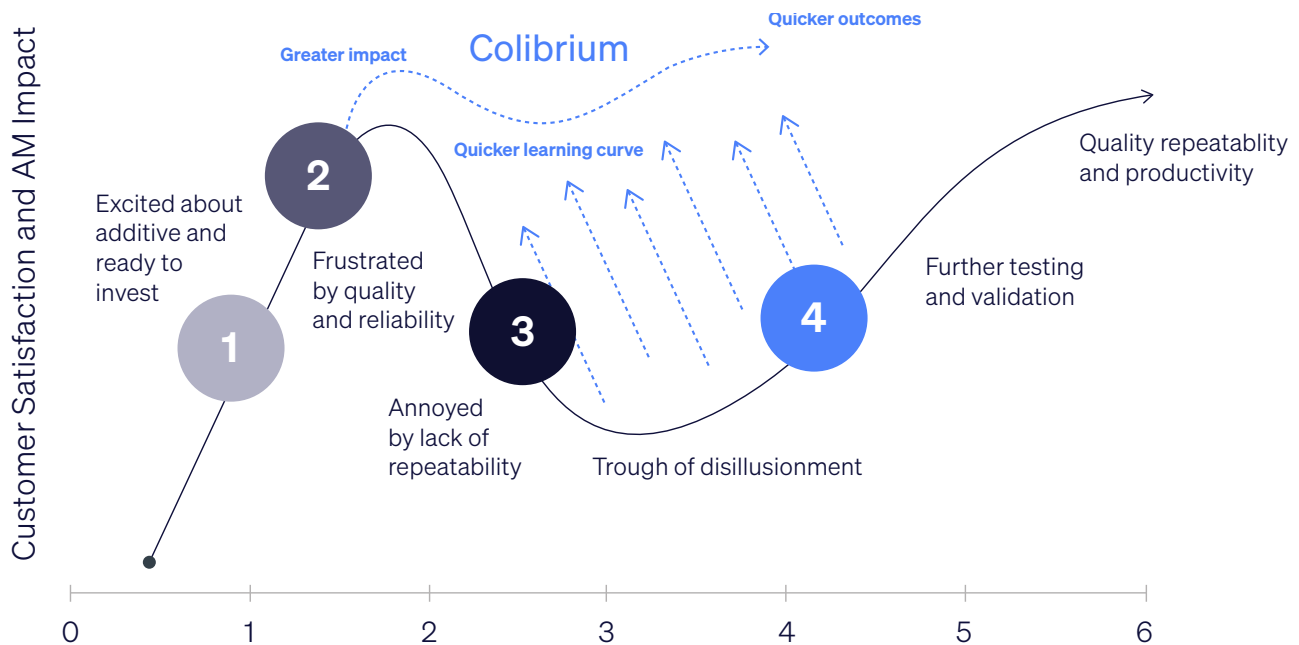 Customer Satisfaction and AM Impact
Quicker outcomes
Greater impact
Colibrium
Quicker learning curve
Quality repeatablity
and productivity
2
Excited about
additive and
ready to
invest
Frustrated
by quality
and reliability
Further testing
and validation
1
3
4
Annoyed
by lack of
repeatability
Trough of disillusionment
0
1
2
3
4
5
6